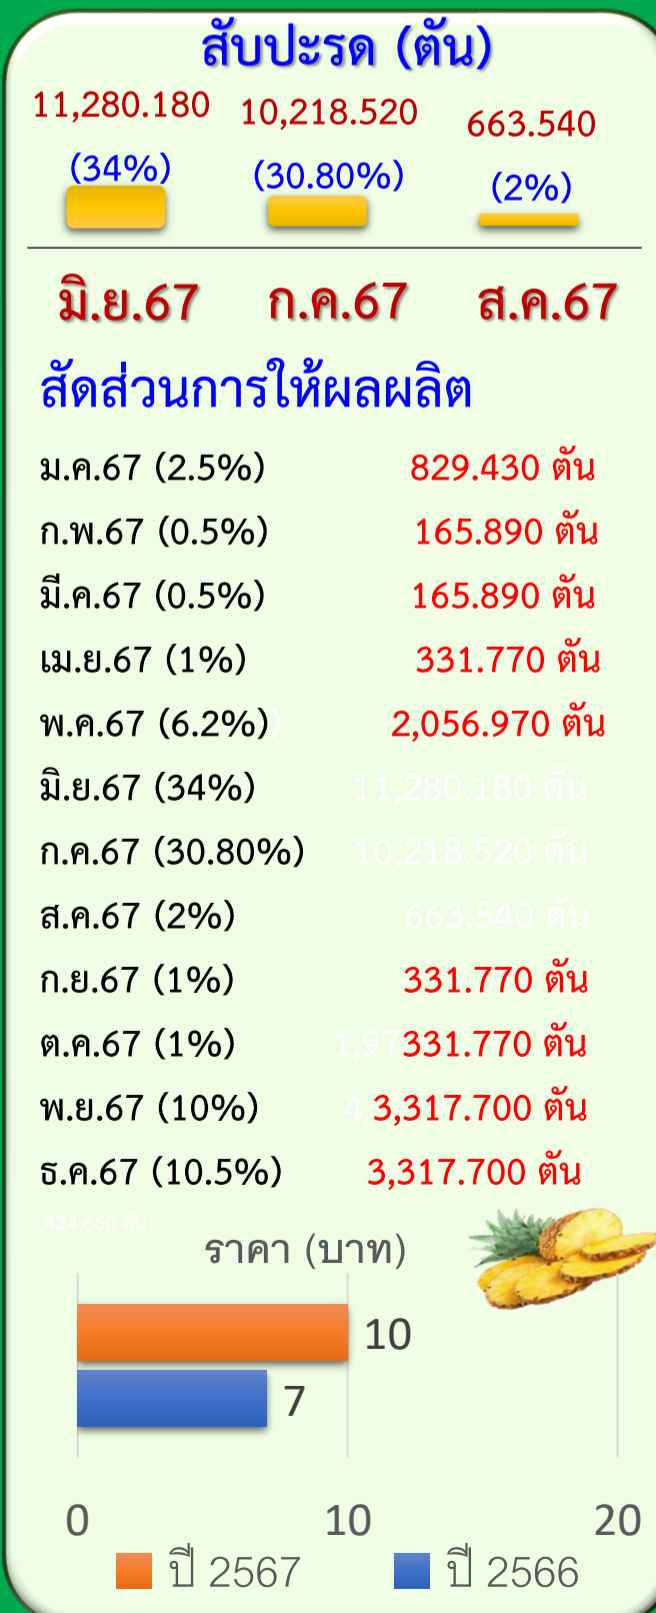 สับปะรด (ตัน)
11,280.180 10,218.520 663.540
(34%) (30.80%) (2%)
มิ.ย.67 ก.ค.67 ส.ค.67
สัดส่วนการให้ผลผลิต
ม.ค.67 (2.5%) 829.430 ตัน
ก.พ.67 (0.5%) 165.890 ตัน
มี.ค.67 (0.5%) 165.890 ตัน
เม.ย.67 (1%) 331.770 ตัน
พ.ค.67 (6.2%)) 2,056.970 ตัน
มิ.ย.67 (34%) 11,280.180 ตัน
ก.ค.67 (30.80%) 10,218.520 ตัน
ส.ค.67 (2%) 663.540 ตัน
ก.ย.67 (1%) 331.770 ตัน
ต.ค.67 (1%) 331.770 ตัน
พ.ย.67 (10%) 3,317.700 ตัน
ธ.ค.67 (10.5%) 3,317.700 ตัน
,424.660 ตัน
ราคา (บาท)
10
7
0 10 20
ปี 2567 ปี 2566